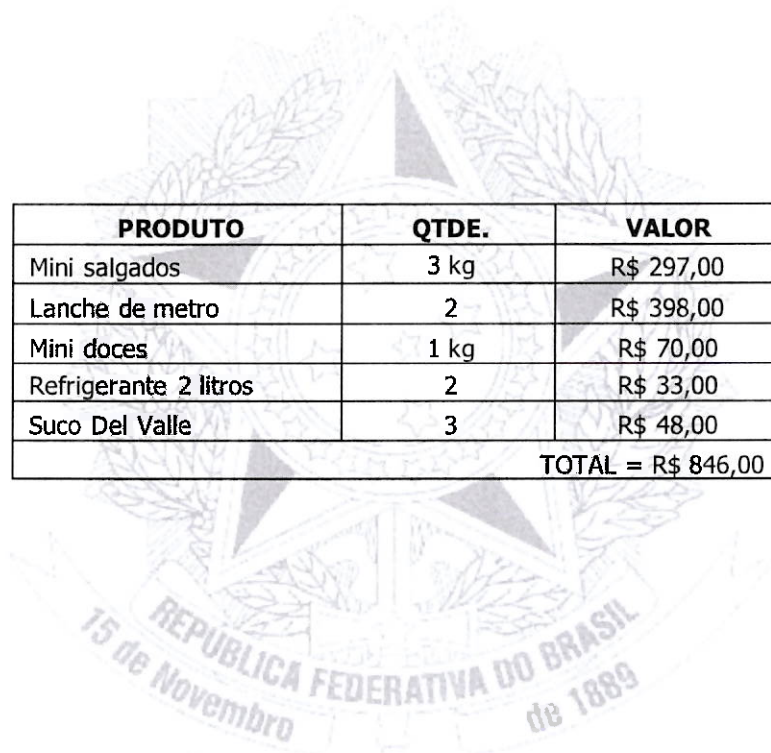 PRODUTO QTDE. VALOR
Mini salgados 3 kg R$ 297,00
Lanche de metro 2 R$ 398,00
Mini doces 1 kg R$ 70,00
Refrigerante 2 litros 2 R$ 33,00
Suco Del Valle 3 R$ 48,00
TOTAL = R$ 846,00
REPUBLICA FEDERATIVA DO BRASIL
15 de Novembro de 1889